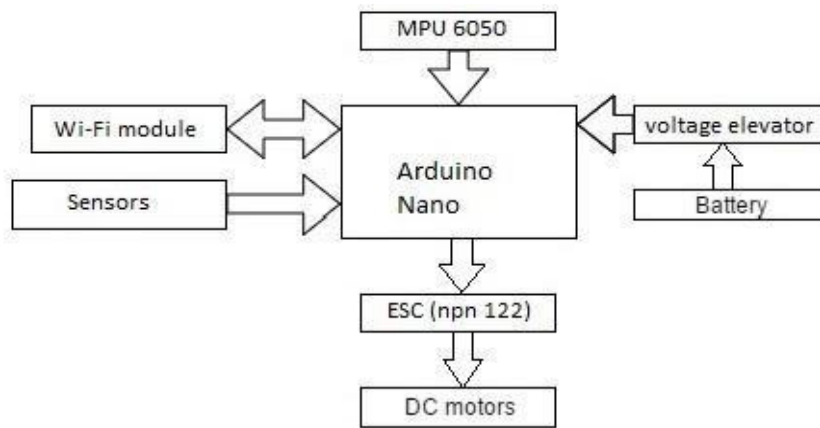 MPU 6050
Wi-Fi module
voltage elevator
Arduino
Nano
Sensors
Battery
ESC (npn 122)
DC motors